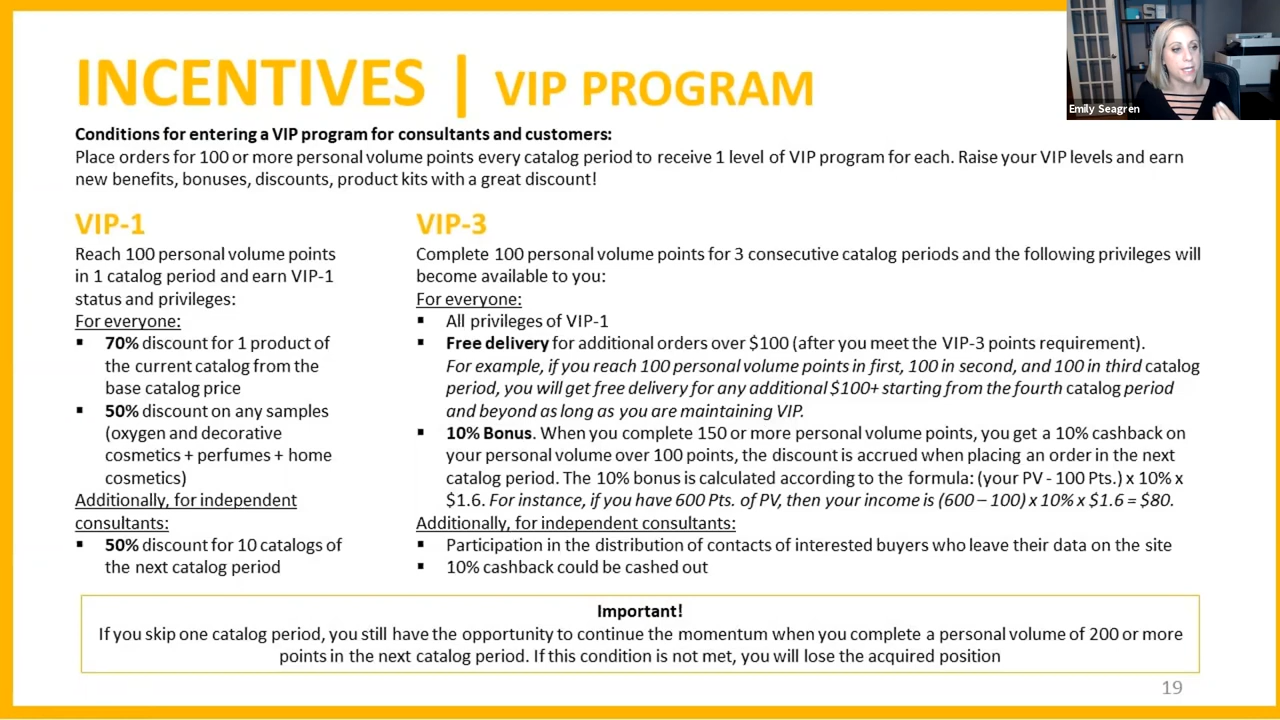 INCENTIVES | VIP PROGRAM
Emily Seagren
Conditions for entering a VIP program for consultants and customers:
Place orders for 100 or more personal volume points every catalog period to receive 1 level of VIP program for each. Raise your VIP levels and earn
new benefits, bonuses, discounts, product kits with a great discount!
VIP-1
Reach 100 personal volume points
in 1 catalog period and earn VIP-1
status and privileges:
For everyone:
▪ 70% discount for 1 product of
the current catalog from the
base catalog price
▪ 50% discount on any samples
(oxygen and decorative
cosmetics + perfumes + home
cosmetics)
Additionally, for independent
consultants:
▪ 50% discount for 10 catalogs of
the next catalog period
VIP-3
Complete 100 personal volume points for 3 consecutive catalog periods and the following privileges will
become available to you:
For everyone:
▪ All privileges of VIP-1
▪ Free delivery for additional orders over $100 (after you meet the VIP-3 points requirement).
For example, if you reach 100 personal volume points in first, 100 in second, and 100 in third catalog
period, you will get free delivery for any additional $100+ starting from the fourth catalog period
and beyond as long as you are maintaining VIP.
▪ 10% Bonus. When you complete 150 or more personal volume points, you get a 10% cashback on
your personal volume over 100 points, the discount is accrued when placing an order in the next
catalog period. The 10% bonus is calculated according to the formula: (your PV - 100 Pts.) x 10% x
$1.6. For instance, if you have 600 Pts. of PV, then your income is (600 – 100) x 10% x $1.6 = $80.
Additionally, for independent consultants:
▪ Participation in the distribution of contacts of interested buyers who leave their data on the site
▪ 10% cashback could be cashed out
Important!
If you skip one catalog period, you still have the opportunity to continue the momentum when you complete a personal volume of 200 or more
points in the next catalog period. If this condition is not met, you will lose the acquired position
19